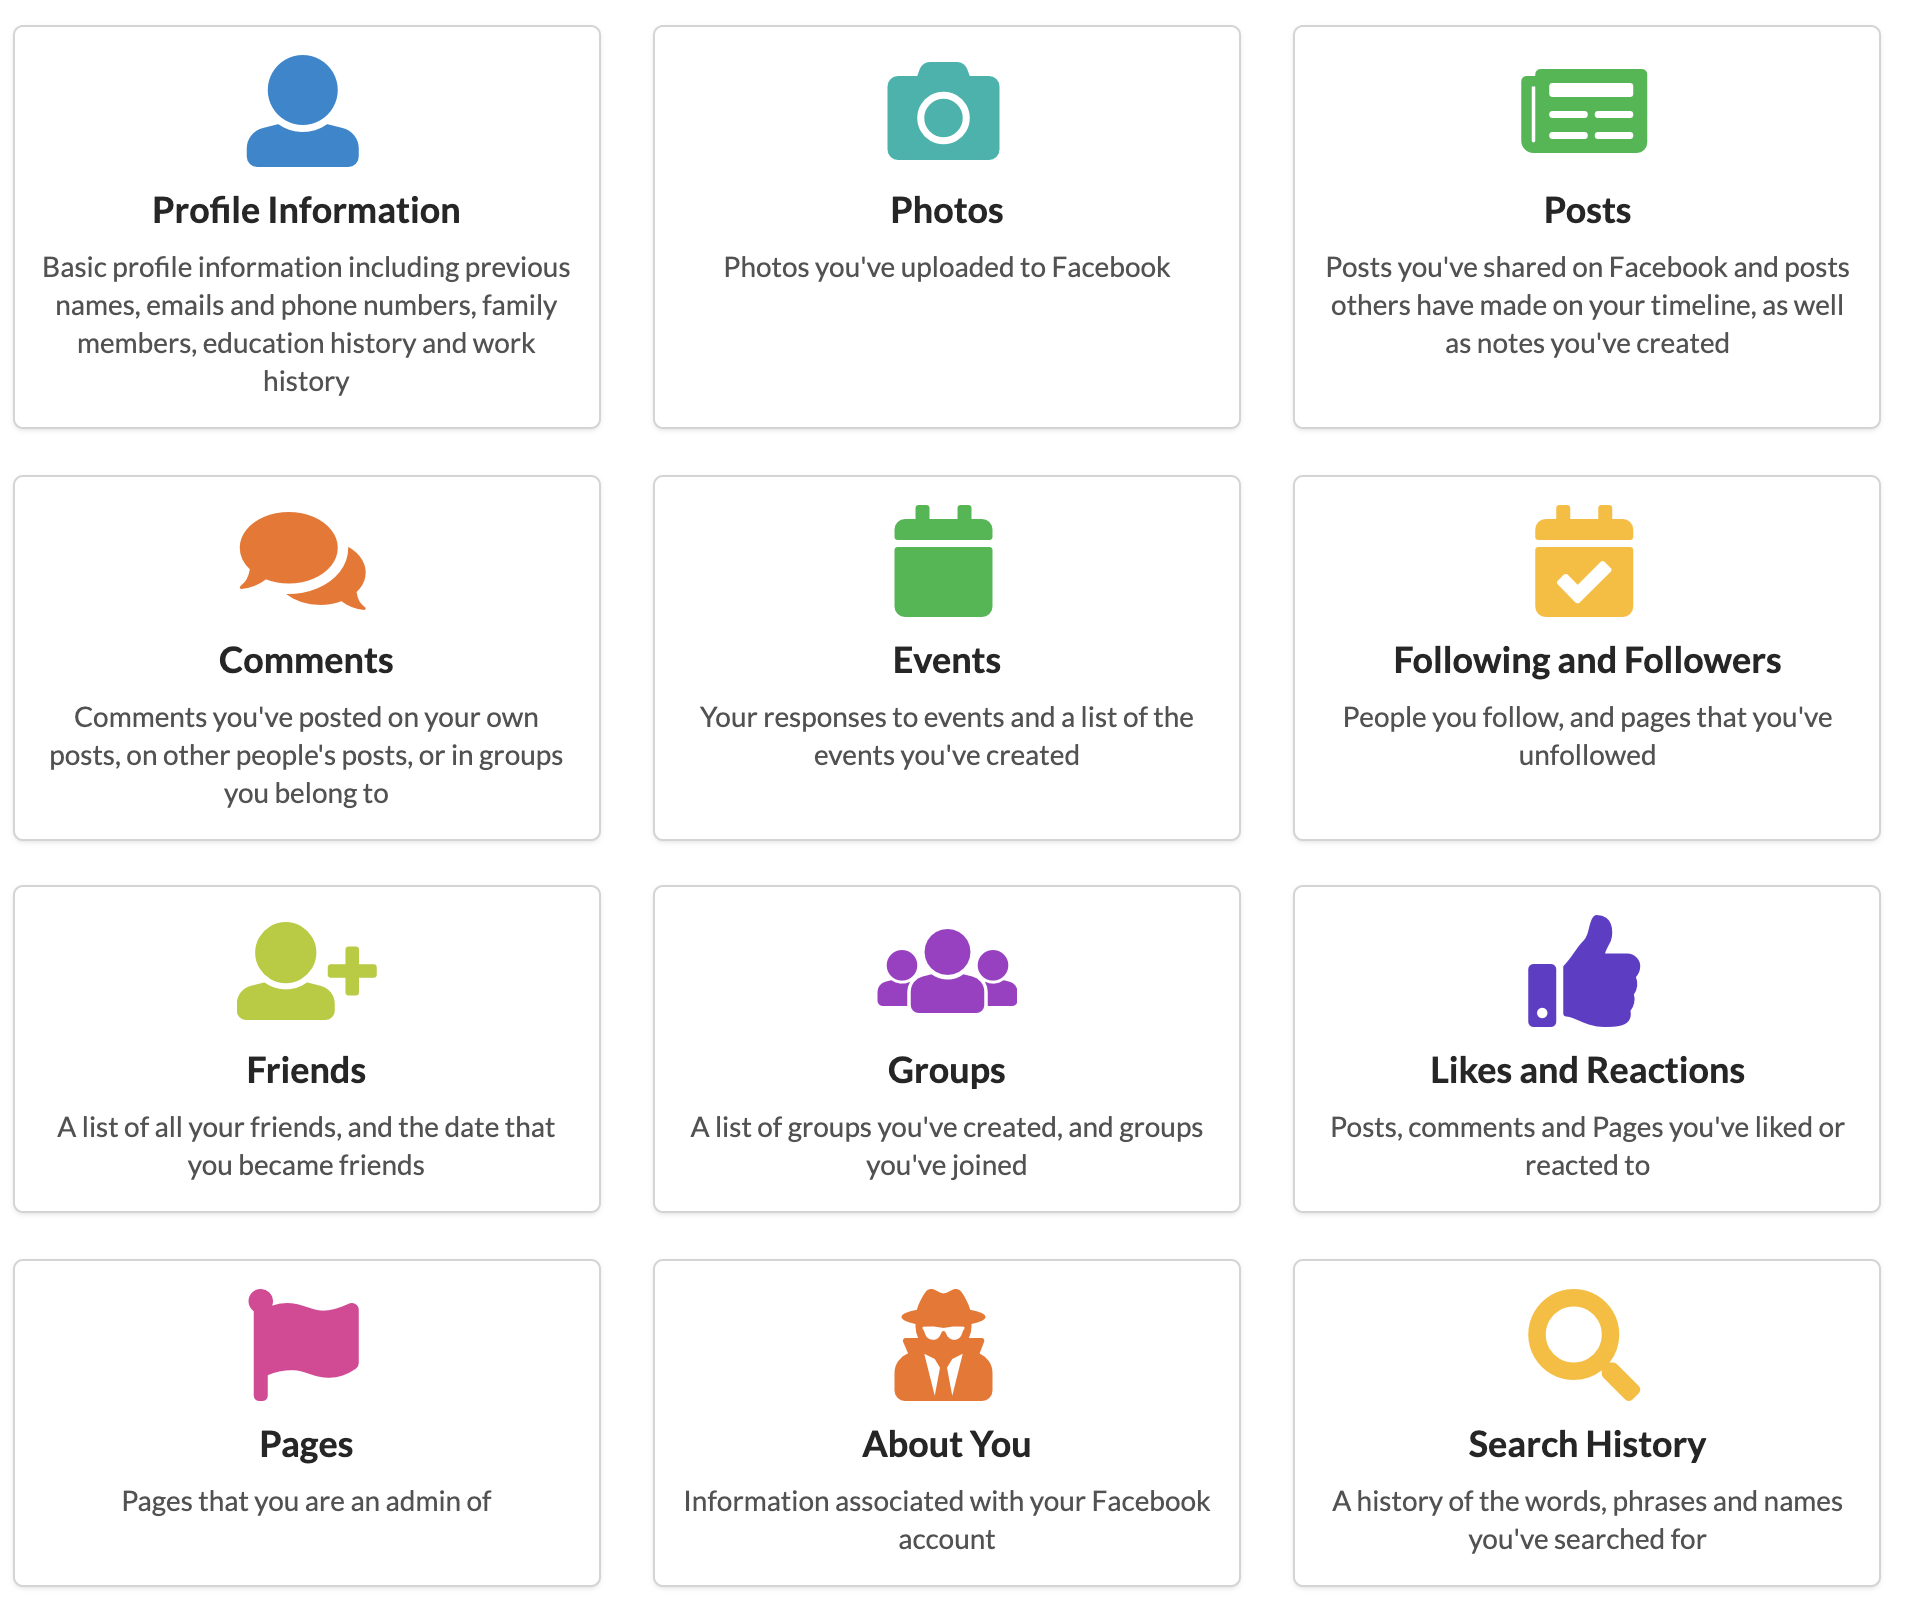 Profile Information
Basic profile information including previous
names, emails and phone numbers, family
members, education history and work
history
Photos
Photos you've uploaded to Facebook
Posts
Posts you've shared on Facebook and posts
others have made on your timeline, as well
as notes you've created
Comments
Comments you've posted on your own
posts, on other people's posts, or in groups
you belong to
Events
Your responses to events and a list of the
events you've created
Following and Followers
People you follow, and pages that you've
unfollowed
Friends
A list of all your friends, and the date that
you became friends
Groups
A list of groups you've created, and groups
you've joined
Likes and Reactions
Posts, comments and Pages you've liked or
reacted to
Pages
Pages that you are an admin of
About You
Information associated with your Facebook
account
Search History
A history of the words, phrases and names
you've searched for